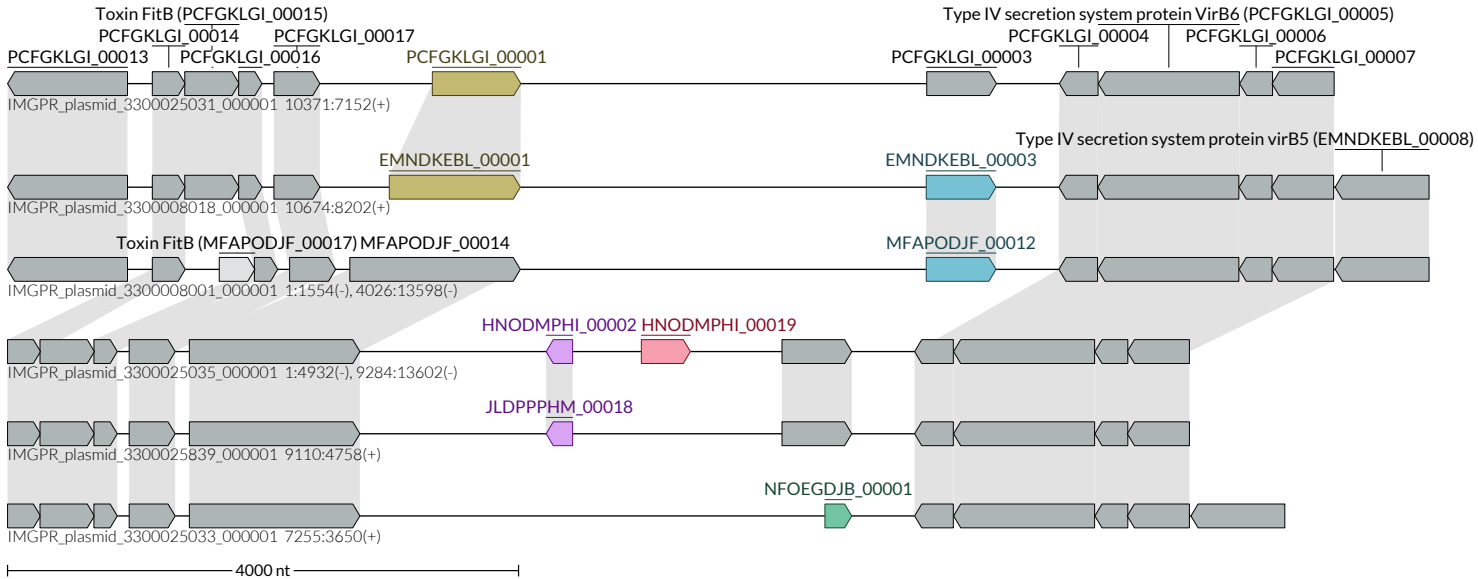 Toxin FitB (PCFGKLGI_00015)
Type IV secretion system protein VirB6 (PCFGKLGI_00005)
PCFGKLGI_00014
PCFGKLGI_00017
PCFGKLGI_00004
PCFGKLGI_00006
PCFGKLGI_00013
PCFGKLGI_00016
PCFGKLGI_00001
PCFGKLGI_00003
PCFGKLGI_00007
IMGPR_plasmid_3300025031_000001 10371:7152(+)
Type IV secretion system protein virB5 (EMNDKEBL_00008)
EMNDKEBL_00001
EMNDKEBL_00003
IMGPR_plasmid_3300008018_000001 10674:8202(+)
Toxin FitB (MFAPODJF_00017)
MFAPODJF_00014
MFAPODJF_00012
IMGPR_plasmid_3300008001_000001 1:1554(-), 4026:13598(-)
HNODMPHI_00002
HNODMPHI_00019
IMGPR_plasmid_3300025035_000001 1:4932(-), 9284:13602(-)
JLDPPPHM_00018
IMGPR_plasmid_3300025839_000001 9110:4758(+)
NFOEGDJB_00001
IMGPR_plasmid_3300025033_000001 7255:3650(+)
4000 nt